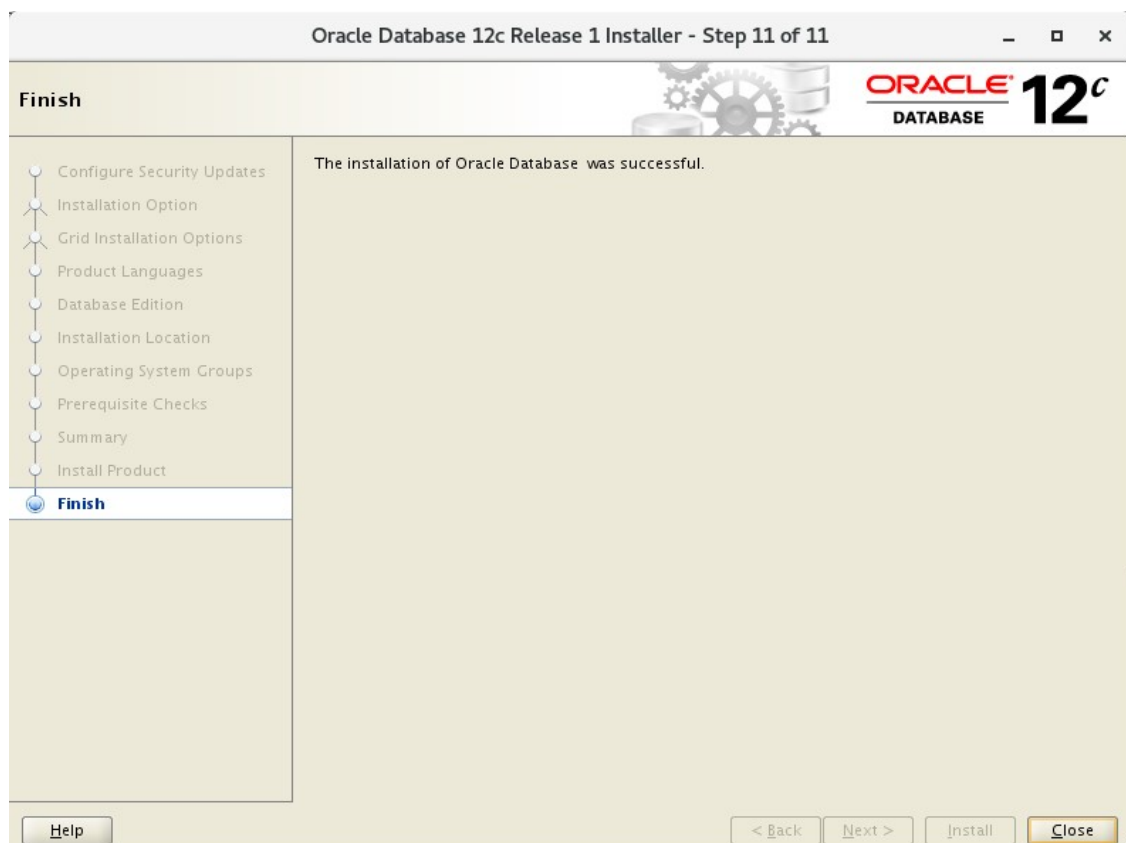 Oracle Database 12c Release 1 Installer - Step 11 of 11
Finish
ORACLE
DATABASE
12c
Configure Security Updates
Installation Option
Grid Installation Options
Product Languages
Database Edition
Installation Location
Operating System Groups
Prerequisite Checks
Summary
Install Product
Finish
The installation of Oracle Database was successful.
Help
< Back
Next >
Install
Close